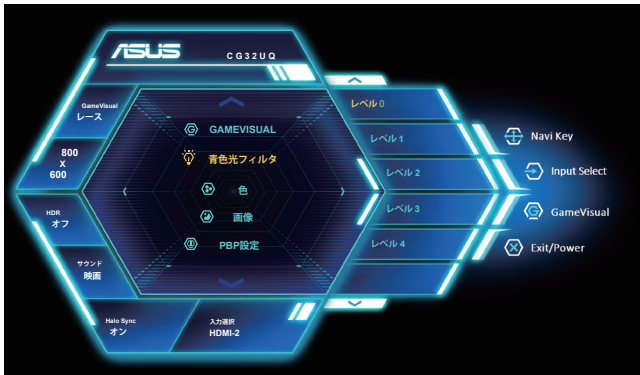 ASUS
CG32UQ
GameVisual
レース
800
X
600
HDR
オフ
サウンド
映画
Halo Sync
オン
入力選択
HDMI-2
GAMEVISUAL
青色光フィルタ
色
画像
PBP設定
レベル 0
レベル 1
レベル 2
レベル 3
レベル 4
Navi Key
Input Select
GameVisual
Exit/Power